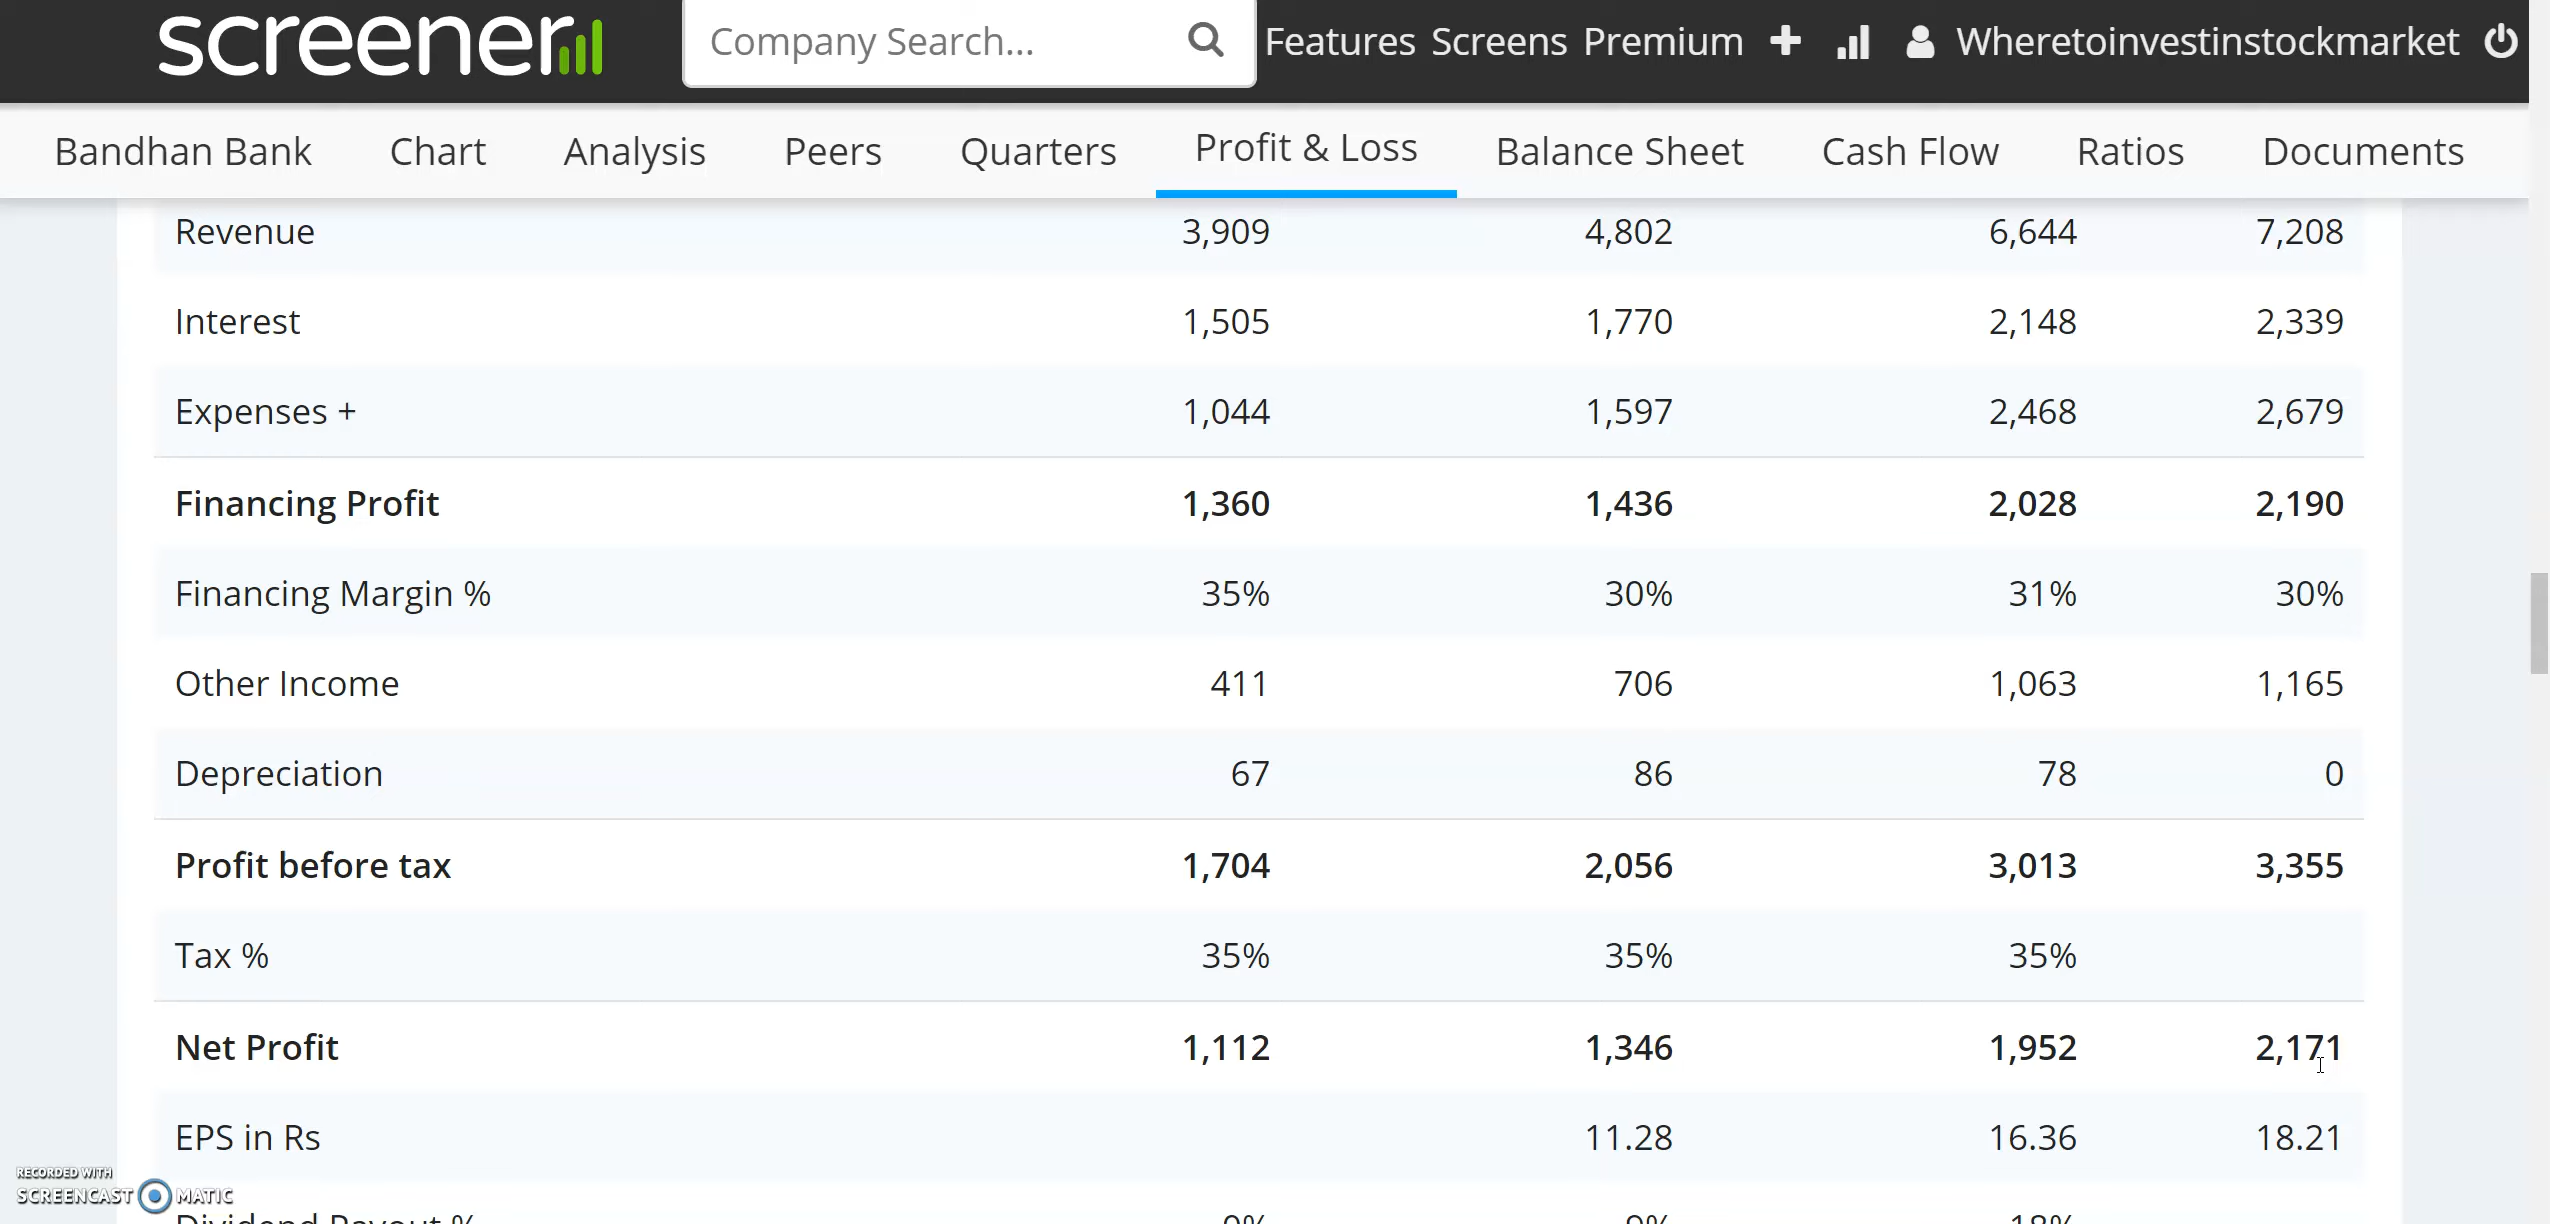 screener Company Search... Features Screens Premium Wheretoinvestinstockmarket
Bandhan Bank Chart Analysis Peers Quarters Profit & Loss Balance Sheet Cash Flow Ratios Documents
Revenue 3,909 4,802 6,644 7,208
Interest 1,505 1,770 2,148 2,339
Expenses + 1,044 1,597 2,468 2,679
Financing Profit 1,360 1,436 2,028 2,190
Financing Margin % 35% 30% 31% 30%
Other Income 411 706 1,063 1,165
Depreciation 67 86 78 0
Profit before tax 1,704 2,056 3,013 3,355
Tax % 35% 35% 35%
Net Profit 1,112 1,346 1,952 2,171
EPS in Rs 11.28 16.36 18.21
RECORDED WITH
SCREENCAST MATIC
Dividend Payout %